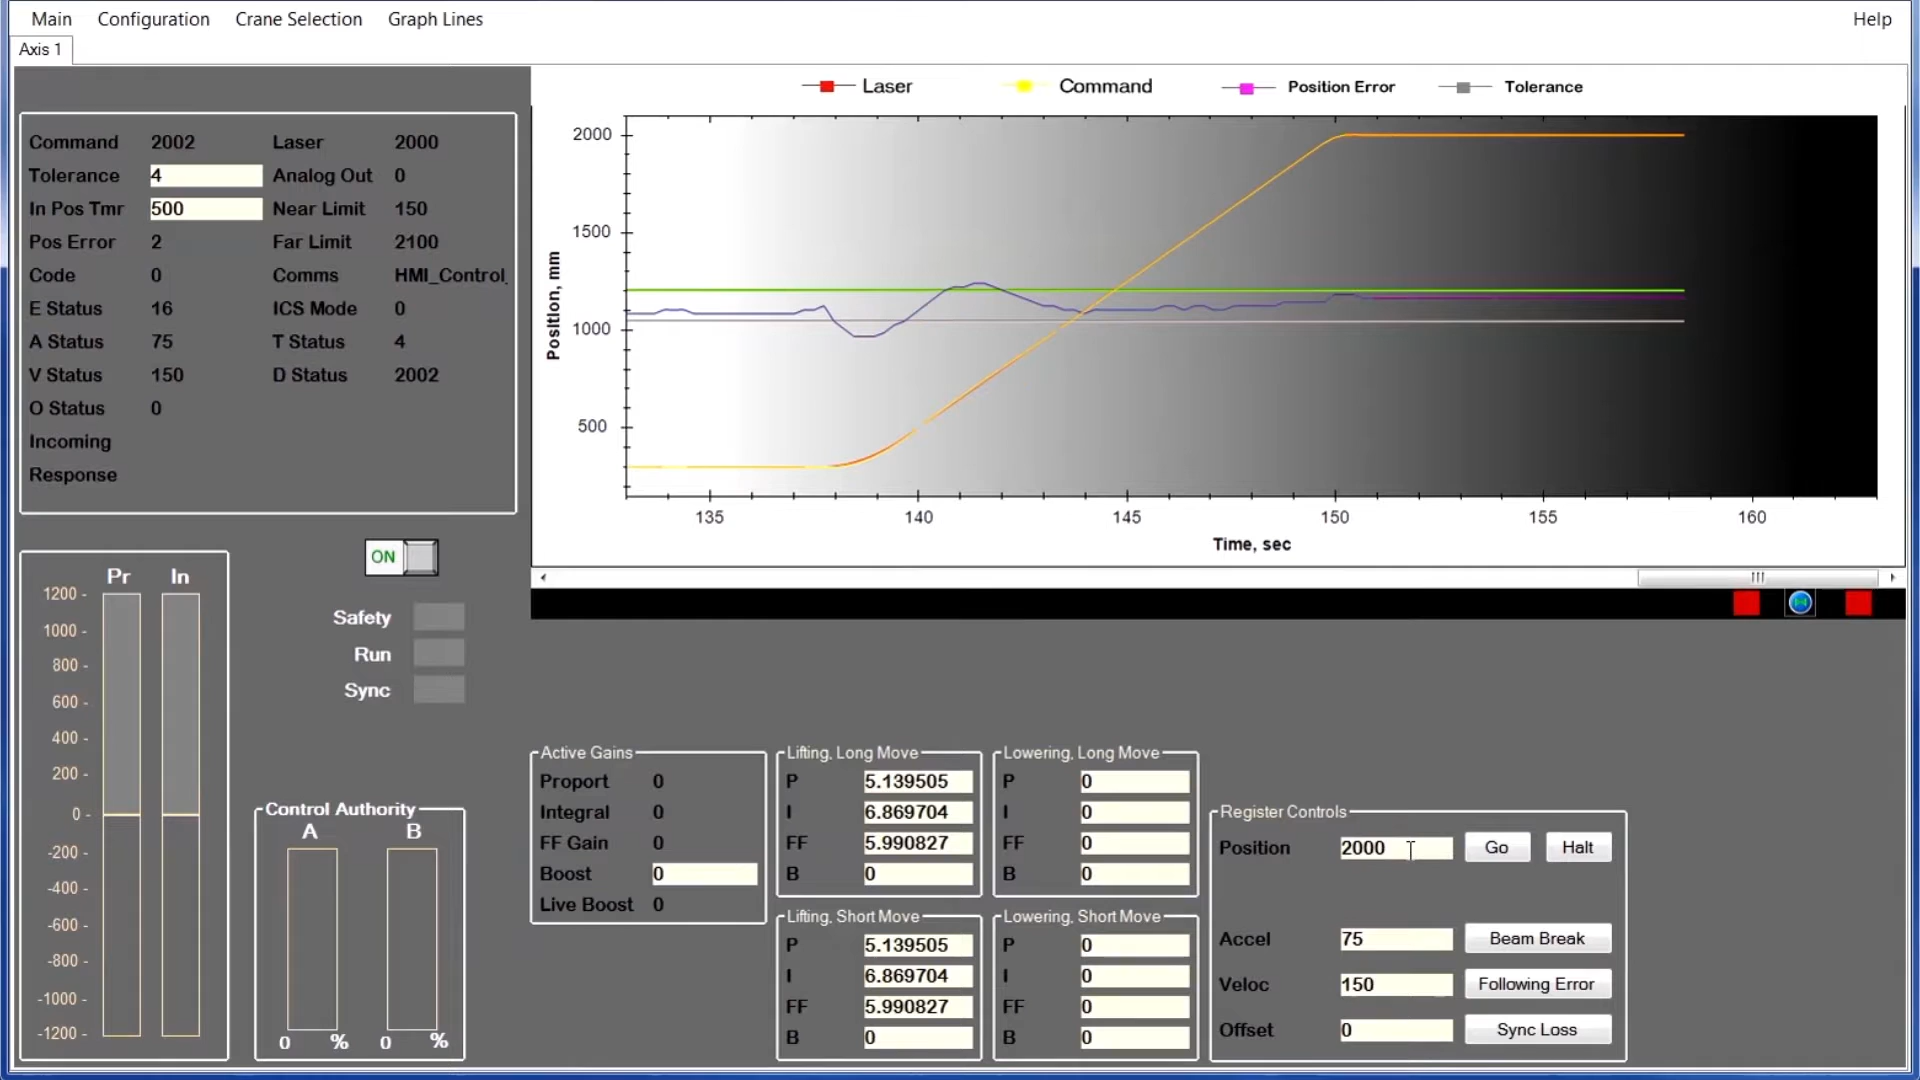 Main Configuration Crane Selection Graph Lines Help
Axis 1
Command 2002 Laser 2000
Tolerance 4 Analog Out 0
In Pos Tmr 500 Near Limit 150
Pos Error 2 Far Limit 2100
Code 0 Comms HMI_Control
E Status 16 ICS Mode 0
A Status 75 T Status 4
V Status 150 D Status 2002
O Status 0
Incoming
Response
Laser Command Position Error Tolerance
2000
1500
1000
500
Position, mm
135 140 145 150 155 160
Time, sec
ON
Safety
Run
Sync
Pr In
1200 -
1000 -
800 -
600 -
400 -
200 -
0 -
-200 -
-400 -
-600 -
-800 -
-1000 -
-1200 -
Control Authority
A B
0 % 0 %
Active Gains
Proport 0
Integral 0
FF Gain 0
Boost 0
Live Boost 0
Lifting, Long Move
P 5.139505
I 6.869704
FF 5.990827
B 0
Lowering, Long Move
P 0
I 0
FF 0
B 0
Lifting, Short Move
P 5.139505
I 6.869704
FF 5.990827
B 0
Lowering, Short Move
P 0
I 0
FF 0
B 0
Register Controls
Position 2000 Go Halt
Accel 75 Beam Break
Veloc 150 Following Error
Offset 0 Sync Loss